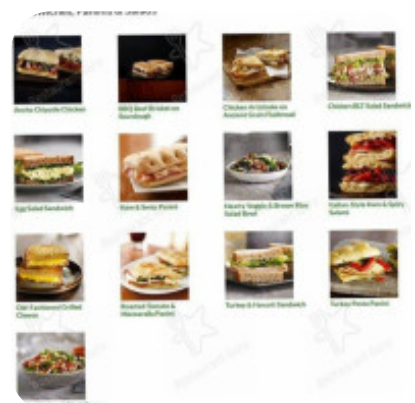 Sandwiches, Paninis & Salads
Chipotle Chicken
BBQ Beef Brisket on
Sourdough
Chicken Artichoke on
Ancient Grain Flatbread
Chicken BLT Salad Sandwich
Egg Salad Sandwich
Ham & Swiss Panini
Hearty Veggie & Brown Rice
Salad Bowl
Italian Style Ham & Spicy
Salami
Old-Fashioned Grilled
Cheese
Roasted Tomato &
Mozzarella Panini
Turkey & Havarti Sandwich
Turkey Pesto Panini